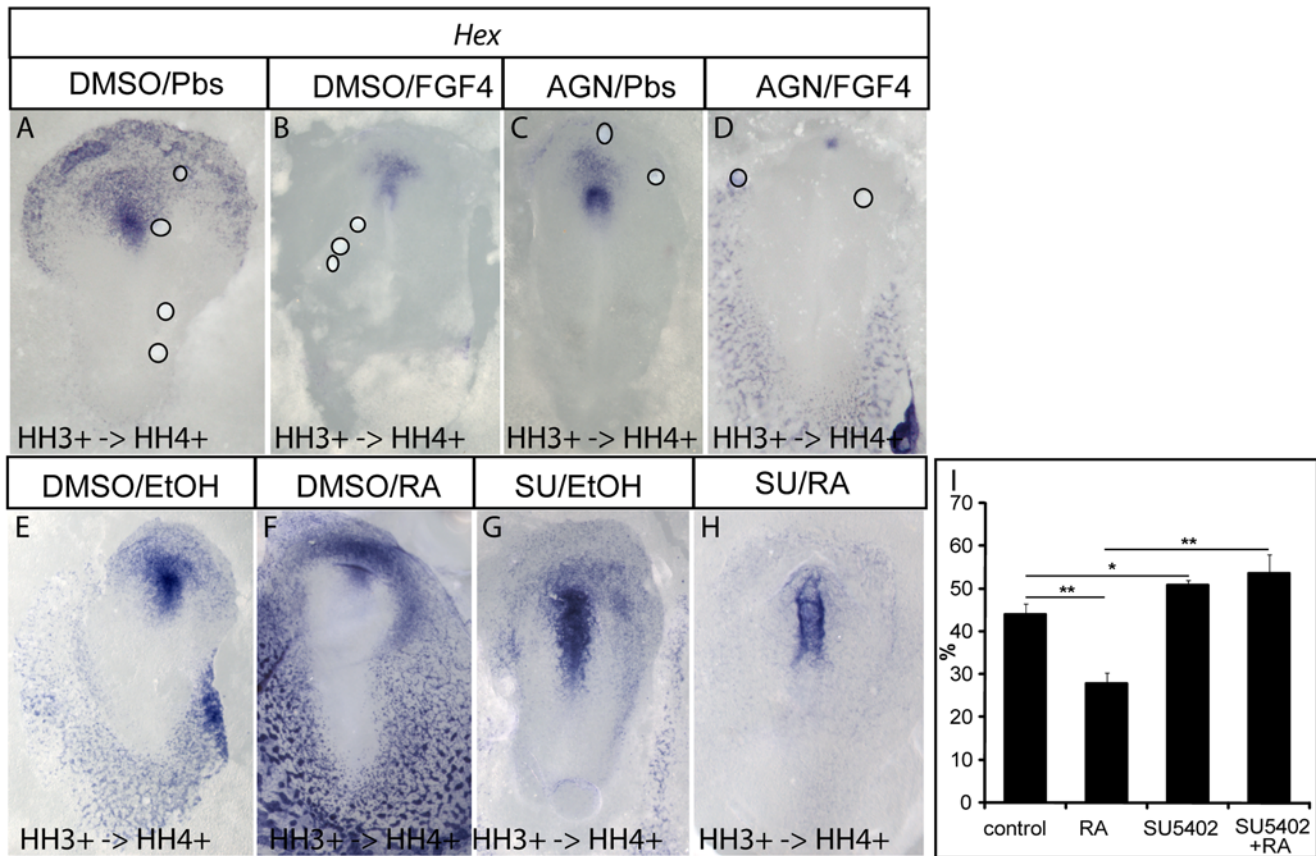 Hex
DMSO/Pbs DMSO/FGF4 AGN/Pbs AGN/FGF4
A B C D
HH3+ -> HH4+ HH3+ -> HH4+ HH3+ -> HH4+ HH3+ -> HH4+
DMSO/EtOH DMSO/RA SU/EtOH SU/RA
E F G H
HH3+ -> HH4+ HH3+ -> HH4+ HH3+ -> HH4+ HH3+ -> HH4+
I
70
60
50
40
30
20
10
0
%
**
*
**
control RA SU5402 SU5402
+RA